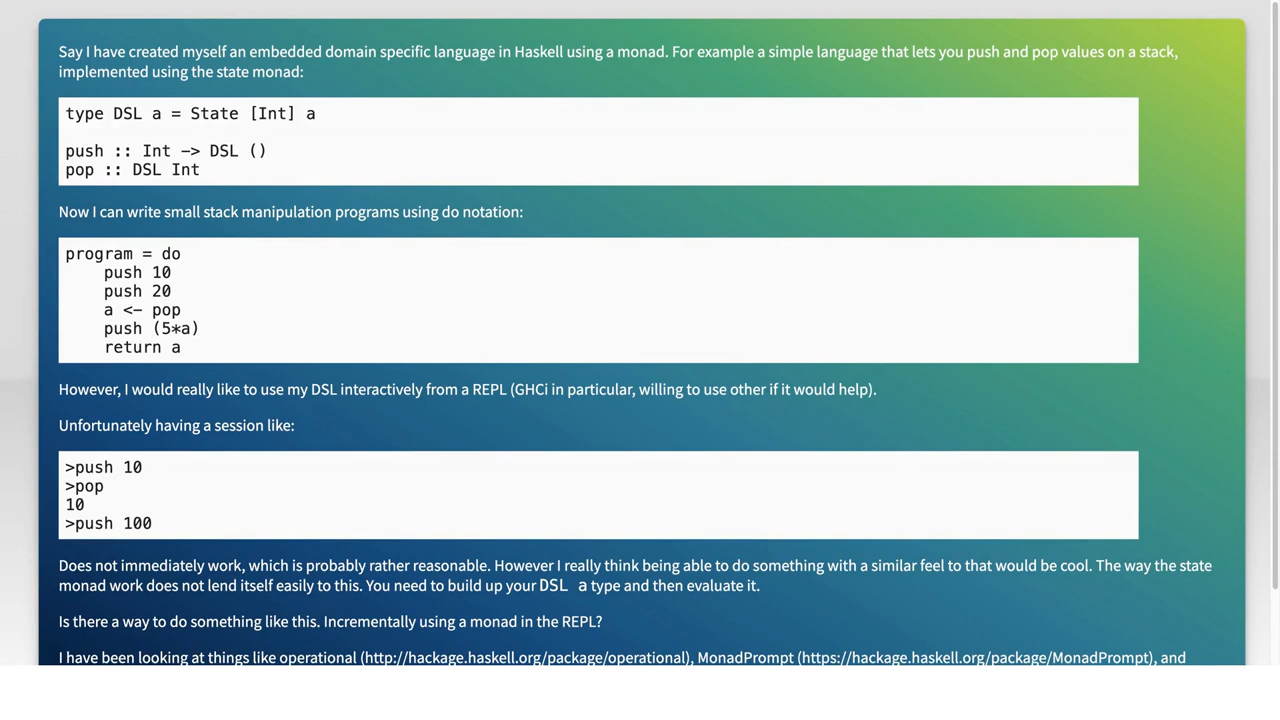 Say I have created myself an embedded domain specific language in Haskell using a monad. For example a simple language that lets you push and pop values on a stack,
implemented using the state monad:
type DSL a = State [Int] a
push :: Int -> DSL ()
pop :: DSL Int
Now I can write small stack manipulation programs using do notation:
program = do
    push 10
    push 20
    a <- pop
    push (5*a)
    return a
However, I would really like to use my DSL interactively from a REPL (GHCi in particular, willing to use other if it would help).
Unfortunately having a session like:
>push 10
>pop
10
>push 100
Does not immediately work, which is probably rather reasonable. However I really think being able to do something with a similar feel to that would be cool. The way the state
monad work does not lend itself easily to this. You need to build up your DSL a type and then evaluate it.
Is there a way to do something like this. Incrementally using a monad in the REPL?
I have been looking at things like operational (http://hackage.haskell.org/package/operational), MonadPrompt (https://hackage.haskell.org/package/MonadPrompt), and